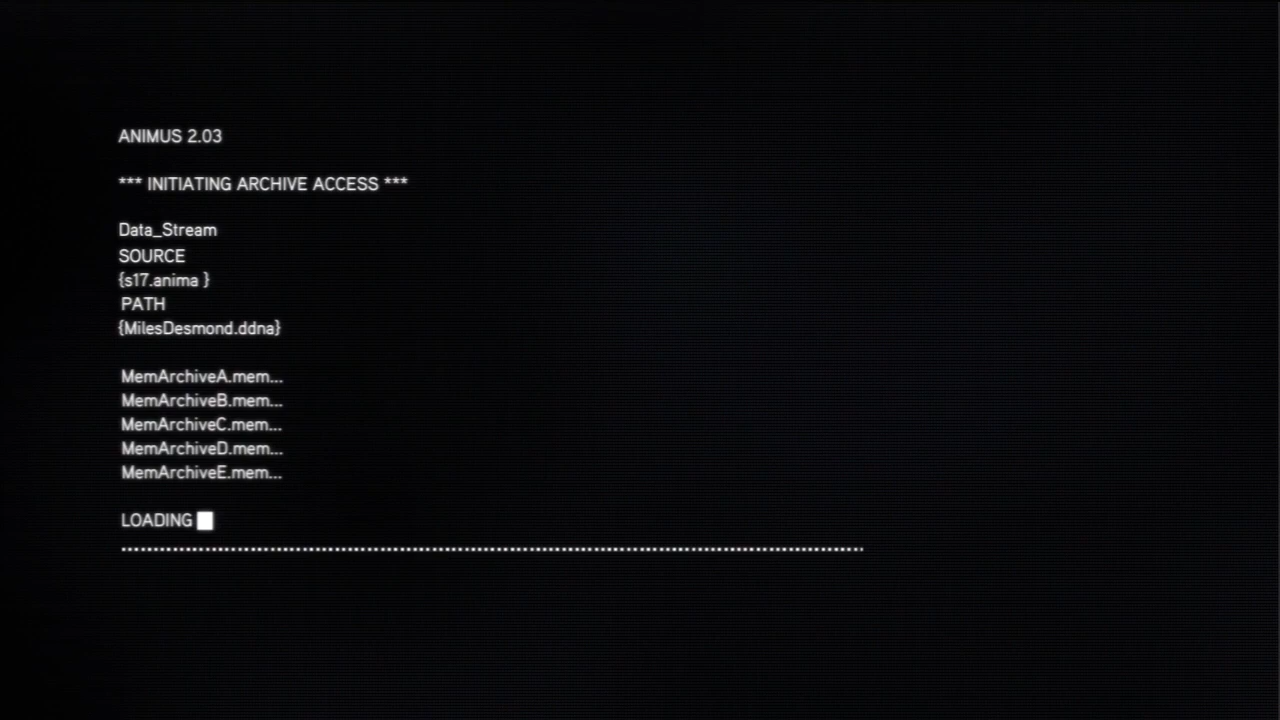 ANIMUS 2.03
*** INITIATING ARCHIVE ACCESS ***
Data_Stream
SOURCE
{s17.anima }
PATH
{MilesDesmond.ddna}
MemArchiveA.mem...
MemArchiveB.mem...
MemArchiveC.mem...
MemArchiveD.mem...
MemArchiveE.mem...
LOADING